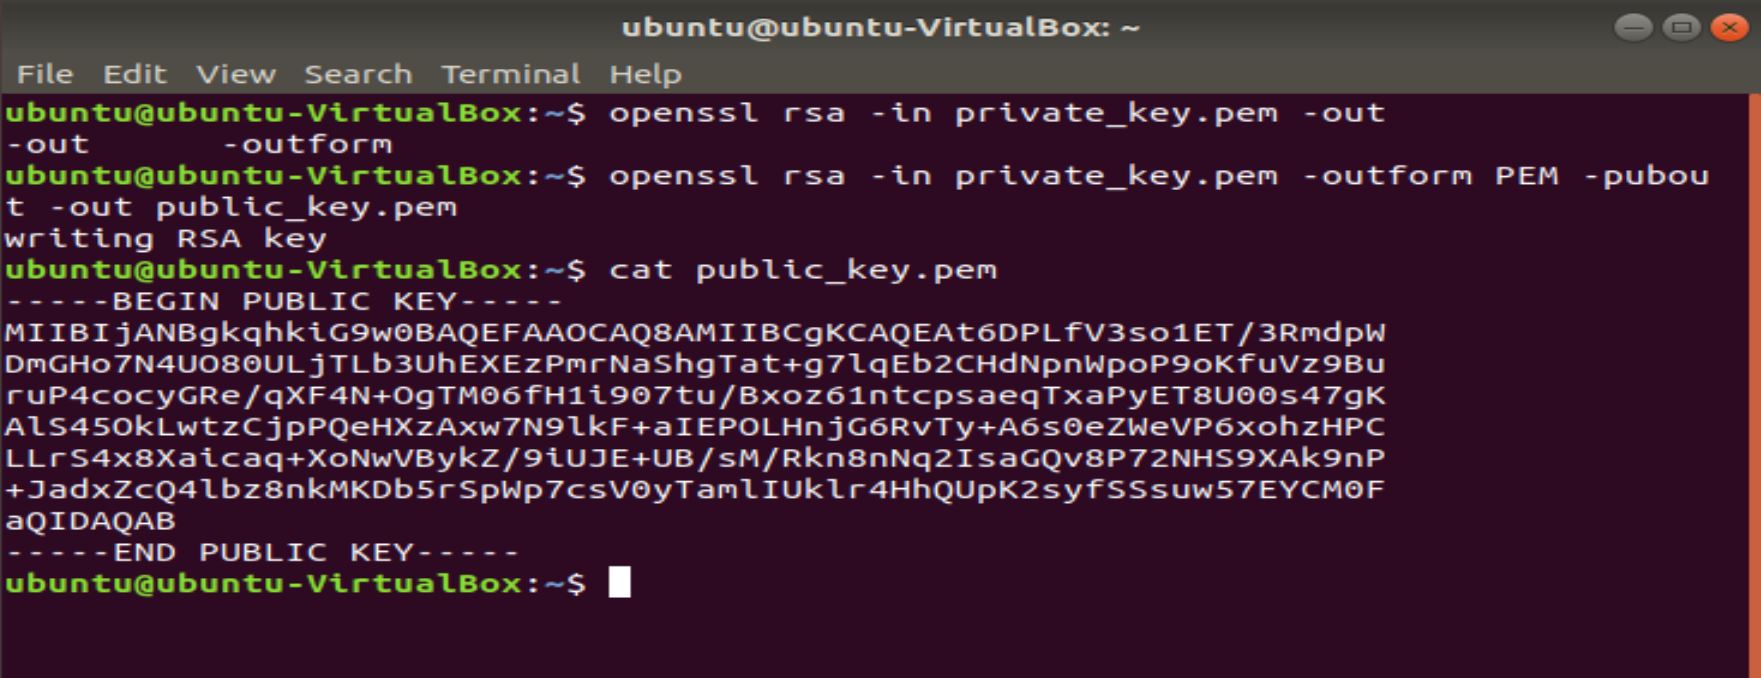 ubuntu@ubuntu-VirtualBox: ~
File Edit View Search Terminal Help
ubuntu@ubuntu-VirtualBox:~$ openssl rsa -in private_key.pem -out
-out      -outform
ubuntu@ubuntu-VirtualBox:~$ openssl rsa -in private_key.pem -outform PEM -pubou
t -out public_key.pem
writing RSA key
ubuntu@ubuntu-VirtualBox:~$ cat public_key.pem
-----BEGIN PUBLIC KEY-----
MIIBIjANBgkqhkiG9w0BAQEFAAOCAQ8AMIIBCgKCAQEAt6DPLfV3so1ET/3RmdpW
DmGHo7N4UO80ULjTLb3UhEXEzPmrNaShgTat+g7lqEb2CHdNpnWpoP9oKfuVz9Bu
ruP4cocyGRe/qXF4N+OgTM06fH1i907tu/Bxoz61ntcpsaeqTxaPyET8U00s47gK
AlS45OkLwtzCjpPQeHXzAxw7N9lkF+aIEPOLHnjG6RvTy+A6s0eZWeVP6xohzHPC
LLrS4x8Xaicaq+XoNwVBykZ/9iUJE+UB/sM/Rkn8nNq2IsaGQv8P72NHS9XAk9nP
+JadxZcQ4lbz8nkMKDb5rSpWp7csV0yTamlIUklr4HhQUpK2syfSSsuw57EYCM0F
aQIDAQAB
-----END PUBLIC KEY-----
ubuntu@ubuntu-VirtualBox:~$